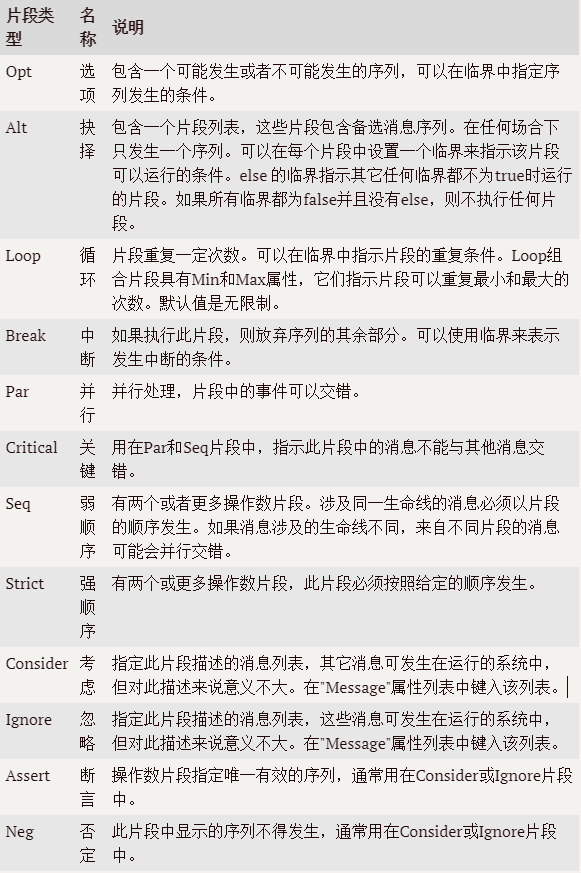 片段类型 名称 说明
Opt 选项 包含一个可能发生或者不可能发生的序列，可以在临界中指定序
列发生的条件。
Alt 抉择 包含一个片段列表，这些片段包含备选消息序列。在任何场合下
只发生一个序列。可以在每个片段中设置一个临界来指示该片段
可以运行的条件。else 的临界指示其它任何临界都不为true时运行
的片段。如果所有临界都为false并且没有else，则不执行任何片
段。
Loop 循环 片段重复一定次数。可以在临界中指示片段的重复条件。Loop组
合片段具有Min和Max属性，它们指示片段可以重复最小和最大的
次数。默认值是无限制。
Break 中断 如果执行此片段，则放弃序列的其余部分。可以使用临界来表示
发生中断的条件。
Par 并行 并行处理，片段中的事件可以交错。
Critical 关键 用在Par和Seq片段中，指示此片段中的消息不能与其他消息交
错。
Seq 弱顺序 有两个或者更多操作数片段。涉及同一生命线的消息必须以片段
的顺序发生。如果消息涉及的生命线不同，来自不同片段的消息
可能会并行交错。
Strict 强顺序 有两个或更多操作数片段，此片段必须按照给定的顺序发生。
Consider 考虑 指定此片段描述的消息列表，其它消息可发生在运行的系统中，
但对此描述来说意义不大。在"Message"属性列表中键入该列表。
Ignore 忽略 指定此片段描述的消息列表，这些消息可发生在运行的系统中，
但对此描述来说意义不大。在"Message"属性列表中键入该列表。
Assert 断言 操作数片段指定唯一有效的序列，通常用在Consider或Ignore片段
中。
Neg 否定 此片段中显示的序列不得发生，通常用在Consider或Ignore片段
中。